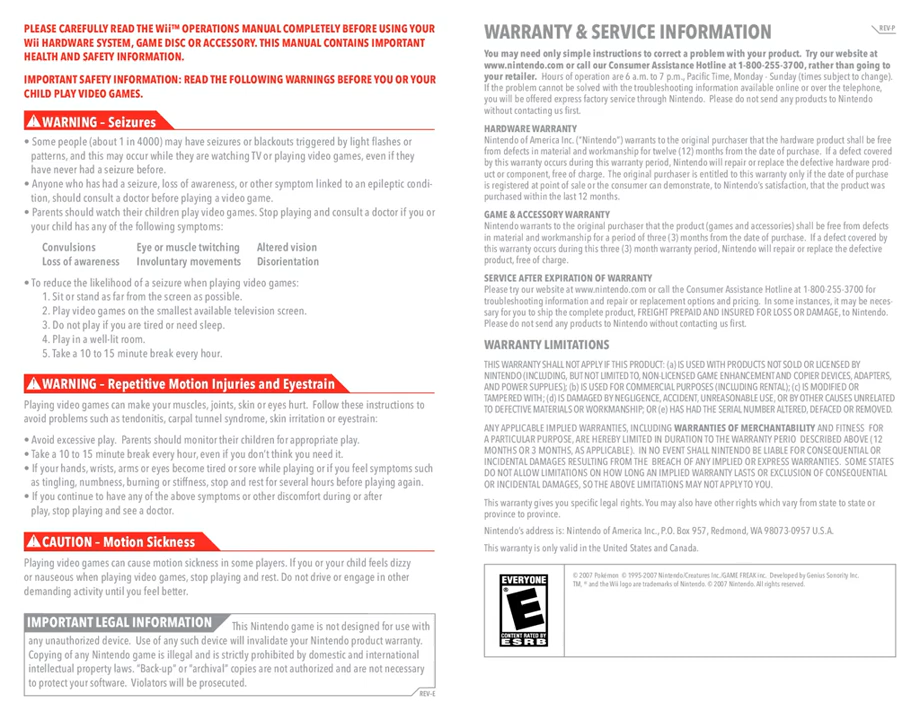 PLEASE CAREFULLY READ THE Wii™ OPERATIONS MANUAL COMPLETELY BEFORE USING YOUR
Wii HARDWARE SYSTEM, GAME DISC OR ACCESSORY. THIS MANUAL CONTAINS IMPORTANT
HEALTH AND SAFETY INFORMATION.
IMPORTANT SAFETY INFORMATION: READ THE FOLLOWING WARNINGS BEFORE YOU OR YOUR
CHILD PLAY VIDEO GAMES.
WARNING – Seizures
• Some people (about 1 in 4000) may have seizures or blackouts triggered by light flashes or
patterns, and this may occur while they are watching TV or playing video games, even if they
have never had a seizure before.
• Anyone who has had a seizure, loss of awareness, or other symptom linked to an epileptic condi-
tion, should consult a doctor before playing a video game.
• Parents should watch their children play video games. Stop playing and consult a doctor if you or
your child has any of the following symptoms:
Convulsions Eye or muscle twitching Altered vision
Loss of awareness Involuntary movements Disorientation
• To reduce the likelihood of a seizure when playing video games:
1. Sit or stand as far from the screen as possible.
2. Play video games on the smallest available television screen.
3. Do not play if you are tired or need sleep.
4. Play in a well-lit room.
5. Take a 10 to 15 minute break every hour.
WARNING – Repetitive Motion Injuries and Eyestrain
Playing video games can make your muscles, joints, skin or eyes hurt. Follow these instructions to
avoid problems such as tendonitis, carpal tunnel syndrome, skin irritation or eyestrain:
• Avoid excessive play. Parents should monitor their children for appropriate play.
• Take a 10 to 15 minute break every hour, even if you don't think you need it.
• If your hands, wrists, arms or eyes become tired or sore while playing or if you feel symptoms such
as tingling, numbness, burning or stiffness, stop and rest for several hours before playing again.
• If you continue to have any of the above symptoms or other discomfort during or after
play, stop playing and see a doctor.
CAUTION – Motion Sickness
Playing video games can cause motion sickness in some players. If you or your child feels dizzy
or nauseous when playing video games, stop playing and rest. Do not drive or engage in other
demanding activity until you feel better.
IMPORTANT LEGAL INFORMATION This Nintendo game is not designed for use with
any unauthorized device. Use of any such device will invalidate your Nintendo product warranty.
Copying of any Nintendo game is illegal and is strictly prohibited by domestic and international
intellectual property laws. "Back-up" or "archival" copies are not authorized and are not necessary
to protect your software. Violators will be prosecuted.
REV-E
WARRANTY & SERVICE INFORMATION
REV-P
You may need only simple instructions to correct a problem with your product. Try our website at
www.nintendo.com or call our Consumer Assistance Hotline at 1-800-255-3700, rather than going to
your retailer. Hours of operation are 6 a.m. to 7 p.m., Pacific Time, Monday - Sunday (times subject to change).
If the problem cannot be solved with the troubleshooting information available online or over the telephone,
you will be offered express factory service through Nintendo. Please do not send any products to Nintendo
without contacting us first.
HARDWARE WARRANTY
Nintendo of America Inc. ("Nintendo") warrants to the original purchaser that the hardware product shall be free
from defects in material and workmanship for twelve (12) months from the date of purchase. If a defect covered
by this warranty occurs during this warranty period, Nintendo will repair or replace the defective hardware prod-
uct or component, free of charge. The original purchaser is entitled to this warranty only if the date of purchase
is registered at point of sale or the consumer can demonstrate, to Nintendo's satisfaction, that the product was
purchased within the last 12 months.
GAME & ACCESSORY WARRANTY
Nintendo warrants to the original purchaser that the product (games and accessories) shall be free from defects
in material and workmanship for a period of three (3) months from the date of purchase. If a defect covered by
this warranty occurs during this three (3) month warranty period, Nintendo will repair or replace the defective
product, free of charge.
SERVICE AFTER EXPIRATION OF WARRANTY
Please try our website at www.nintendo.com or call the Consumer Assistance Hotline at 1-800-255-3700 for
troubleshooting information and repair or replacement options and pricing. In some instances, it may be neces-
sary for you to ship the complete product, FREIGHT PREPAID AND INSURED FOR LOSS OR DAMAGE, to Nintendo.
Please do not send any products to Nintendo without contacting us first.
WARRANTY LIMITATIONS
THIS WARRANTY SHALL NOT APPLY IF THIS PRODUCT: (a) IS USED WITH PRODUCTS NOT SOLD OR LICENSED BY
NINTENDO (INCLUDING, BUT NOT LIMITED TO, NON-LICENSED GAME ENHANCEMENT AND COPIER DEVICES, ADAPTERS,
AND POWER SUPPLIES); (b) IS USED FOR COMMERCIAL PURPOSES (INCLUDING RENTAL); (c) IS MODIFIED OR
TAMPERED WITH; (d) IS DAMAGED BY NEGLIGENCE, ACCIDENT, UNREASONABLE USE, OR BY OTHER CAUSES UNRELATED
TO DEFECTIVE MATERIALS OR WORKMANSHIP; OR (e) HAS HAD THE SERIAL NUMBER ALTERED, DEFACED OR REMOVED.
ANY APPLICABLE IMPLIED WARRANTIES, INCLUDING WARRANTIES OF MERCHANTABILITY AND FITNESS FOR
A PARTICULAR PURPOSE, ARE HEREBY LIMITED IN DURATION TO THE WARRANTY PERIO DESCRIBED ABOVE (12
MONTHS OR 3 MONTHS, AS APPLICABLE). IN NO EVENT SHALL NINTENDO BE LIABLE FOR CONSEQUENTIAL OR
INCIDENTAL DAMAGES RESULTING FROM THE BREACH OF ANY IMPLIED OR EXPRESS WARRANTIES. SOME STATES
DO NOT ALLOW LIMITATIONS ON HOW LONG AN IMPLIED WARRANTY LASTS OR EXCLUSION OF CONSEQUENTIAL
OR INCIDENTAL DAMAGES, SO THE ABOVE LIMITATIONS MAY NOT APPLY TO YOU.
This warranty gives you specific legal rights. You may also have other rights which vary from state to state or
province to province.
Nintendo's address is: Nintendo of America Inc., P.O. Box 957, Redmond, WA 98073-0957 U.S.A.
This warranty is only valid in the United States and Canada.
EVERYONE
E
®
CONTENT RATED BY
ESRB
© 2007 Pokémon. © 1995-2007 Nintendo/Creatures Inc./GAME FREAK inc. Developed by Genius Sonority Inc.
TM, ® and the Wii logo are trademarks of Nintendo. © 2007 Nintendo. All rights reserved.